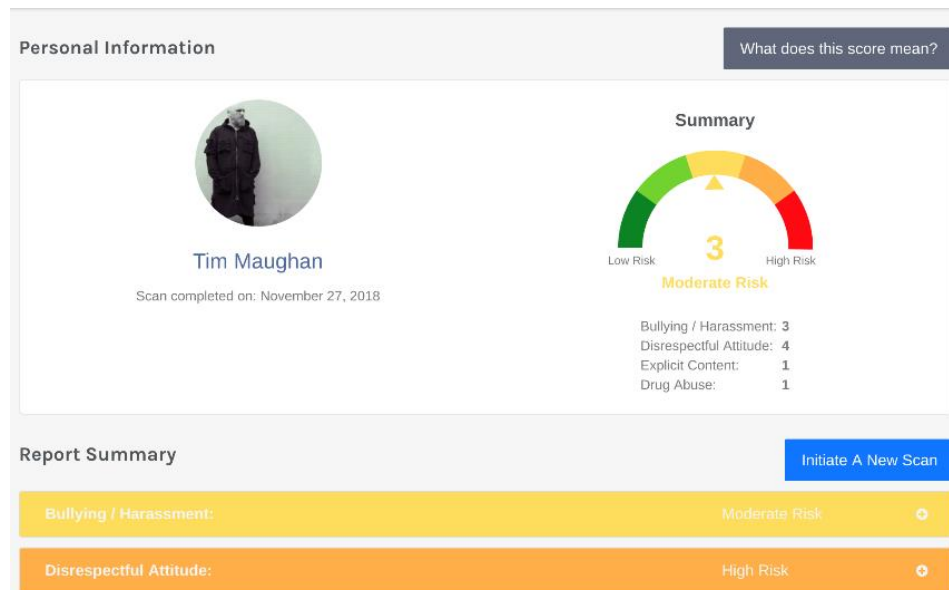 Personal Information
What does this score mean?
Summary
Tim Maughan
Scan completed on: November 27, 2018
Low Risk
3
High Risk
Moderate Risk
Bullying / Harassment: 3
Disrespectful Attitude: 4
Explicit Content: 1
Drug Abuse: 1
Report Summary
Initiate A New Scan
Bullying / Harassment: Moderate Risk
Disrespectful Attitude: High Risk